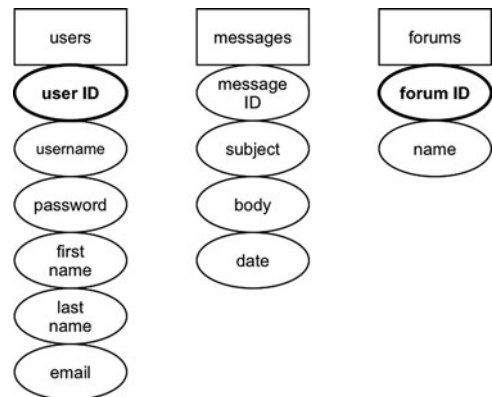 users
user ID
username
password
first
name
last
name
email
messages
message
ID
subject
body
date
forums
forum ID
name